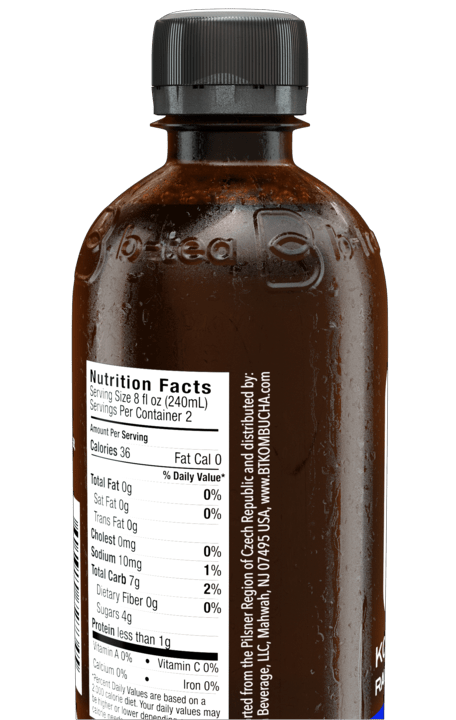 b-tea
Nutrition Facts
Serving Size 8 fl oz (240mL)
Servings Per Container 2
Amount Per Serving
Calories 36 Fat Cal 0
% Daily Value*
Total Fat 0g 0%
Sat Fat 0g 0%
Trans Fat 0g
Cholest 0mg 0%
Sodium 10mg 1%
Total Carb 7g 2%
Dietary Fiber 0g 0%
Sugars 4g
Protein less than 1g
Vitamin A 0% • Vitamin C 0%
Calcium 0% • Iron 0%
*Percent Daily Values are based on a
2,000 calorie diet. Your daily values may
be higher or lower depending
from the Pilsner Region of Czech Republic and distributed by:
Beverage, LLC, Mahwah, NJ 07495 USA, www.BTKOMBUCHA.com